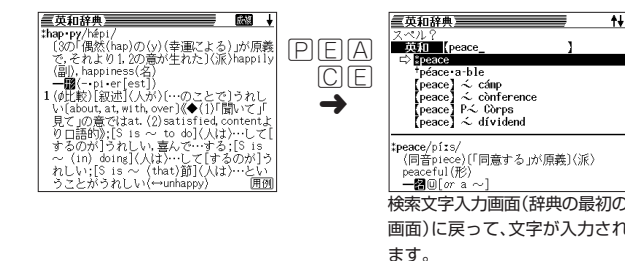 英和辞典 成句 ↓
‡hap・py/hǽpi/
〔3の「偶然(hap)の(y)(幸運による)」が原義
で, それより1, 2の意が生れた〕(派)happily
(副), happiness(名)
━形(~・pi・er[est])
1 (φ比較)[叙述]〈人が〉〔…のことで〕うれし
い〔about, at, with, over〕《◆(1)「聞いて」「
見て」の意ではat. (2) satisfied, contentよ
り口語的》;[S is ~ to do]〈人は〉…して[
するのが]うれしい, 喜んで…する;[S is
~ (in) doing]〈人は〉…して[するのが]う
れしい;[S is ~ (that)節]〈人は〉…とい
うことがうれしい(↔unhappy) 用例
P E A
C E
➔
英和辞典
スペル?
英和 【peace_ 】
⇨‡peace
†péace・a・ble
【peace】~ cámp
【peace】~ cònference
【peace】P~ Còrps
【peace】~ dívidend
‡peace/píːs/
〈同音piece〉〔「同意する」が原義〕(派)
peaceful(形)
━名U[or a ~]
検索文字入力画面(辞典の最初の
画面)に戻って、文字が入力され
ます。